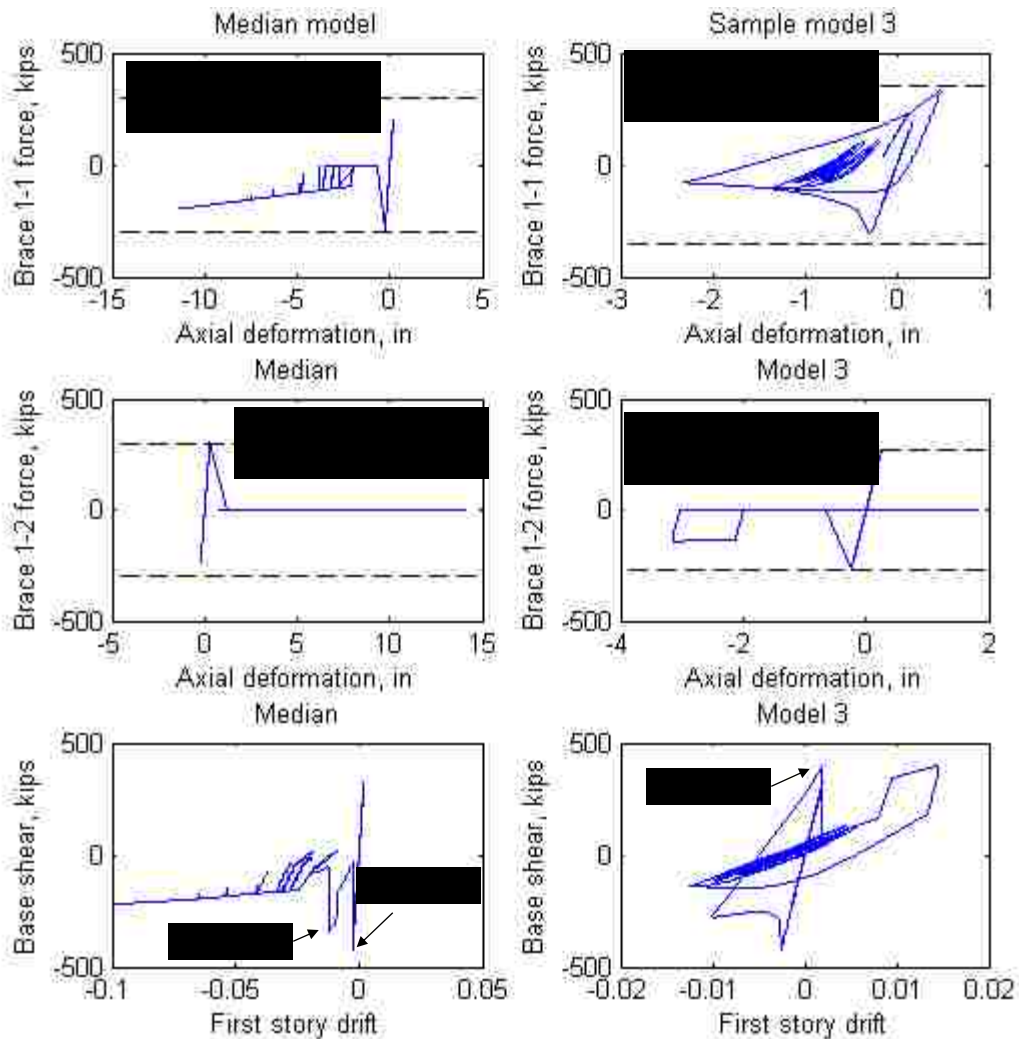 Median model
500
0
-500
Brace 1-1 force, kips
-15
-10
-5
0
5
Axial deformation, in
Sample model 3
500
0
-500
Brace 1-1 force, kips
-3
-2
-1
0
1
Axial deformation, in
Median
500
0
-500
Brace 1-2 force, kips
-5
0
5
10
15
Axial deformation, in
Model 3
500
0
-500
Brace 1-2 force, kips
-4
-2
0
2
Axial deformation, in
Median
500
0
-500
Base shear, kips
-0.1
-0.05
0
0.05
First story drift
Model 3
500
0
-500
Base shear, kips
-0.02
-0.01
0
0.01
0.02
First story drift